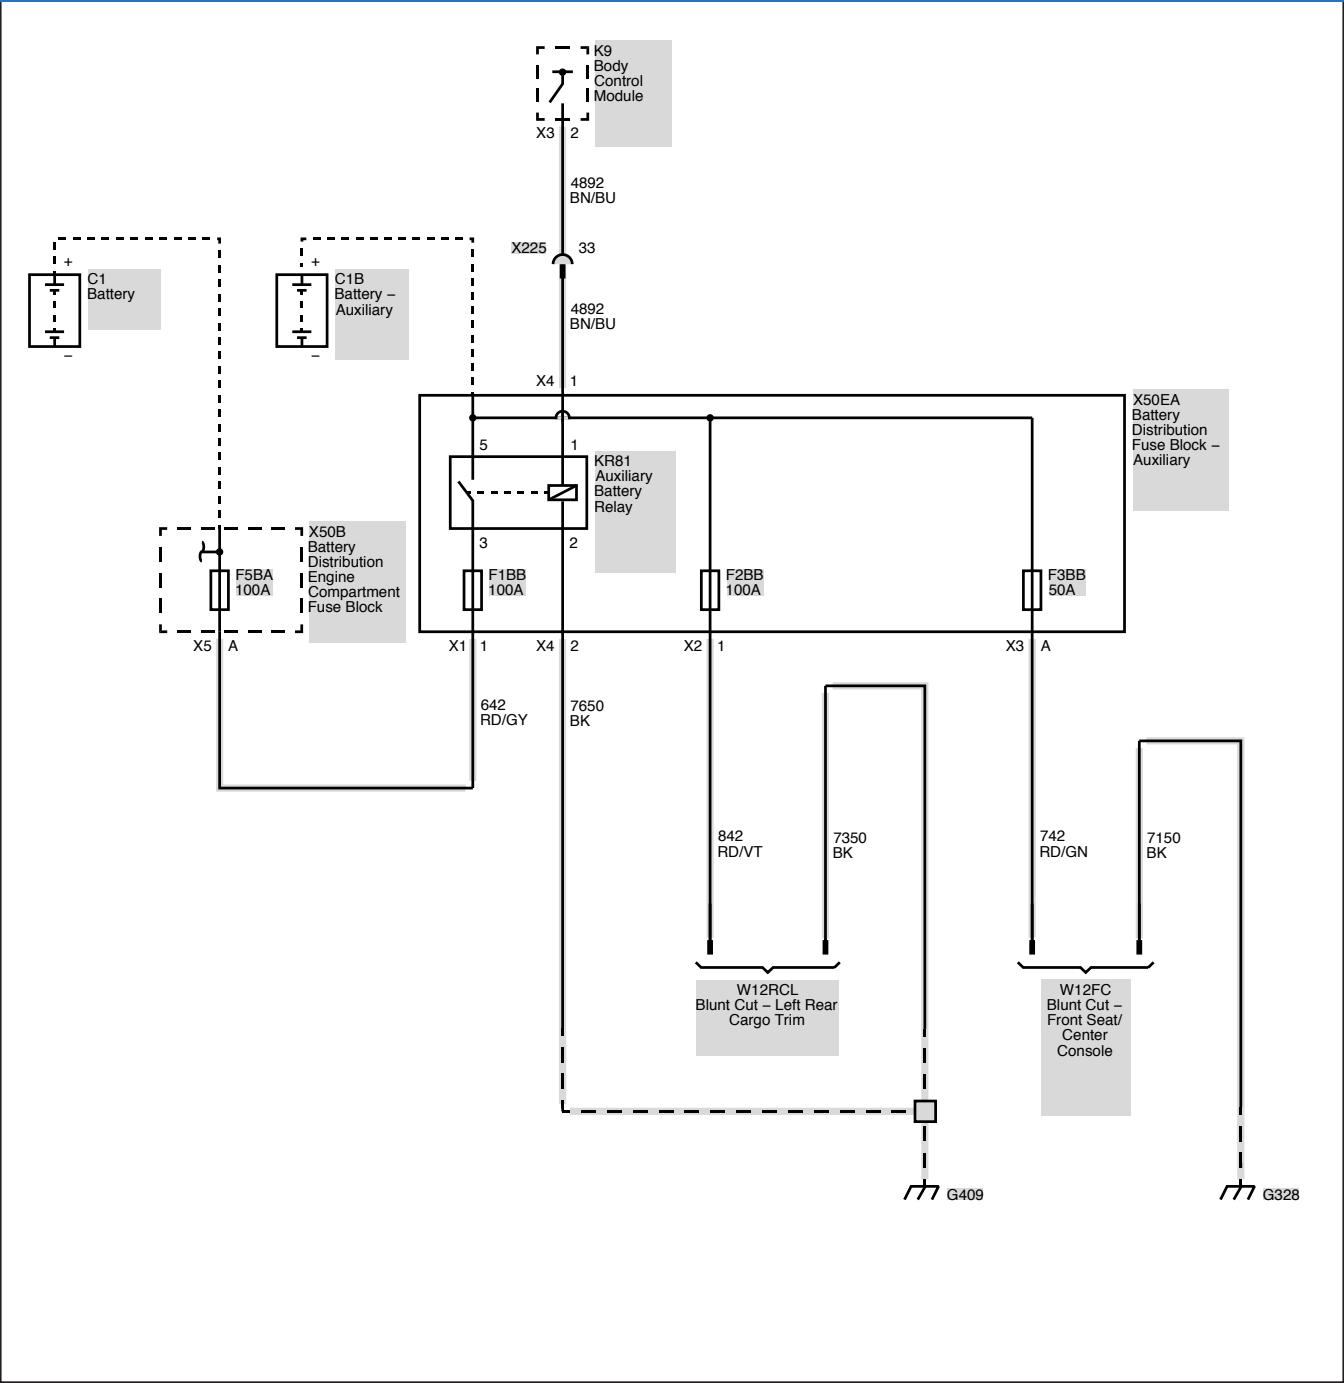 K9
Body
Control
Module
X3 2
4892
BN/BU
X225 33
4892
BN/BU
X4 1
+
C1
Battery
–
+
C1B
Battery –
Auxiliary
–
X50EA
Battery
Distribution
Fuse Block –
Auxiliary
5 1
KR81
Auxiliary
Battery
Relay
3 2
X50B
Battery
Distribution
Engine
Compartment
Fuse Block
F5BA
100A
F1BB
100A
F2BB
100A
F3BB
50A
X5 A
X1 1
X4 2
X2 1
X3 A
642
RD/GY
7650
BK
842
RD/VT
7350
BK
742
RD/GN
7150
BK
W12RCL
Blunt Cut – Left Rear
Cargo Trim
W12FC
Blunt Cut –
Front Seat/
Center
Console
G409
G328